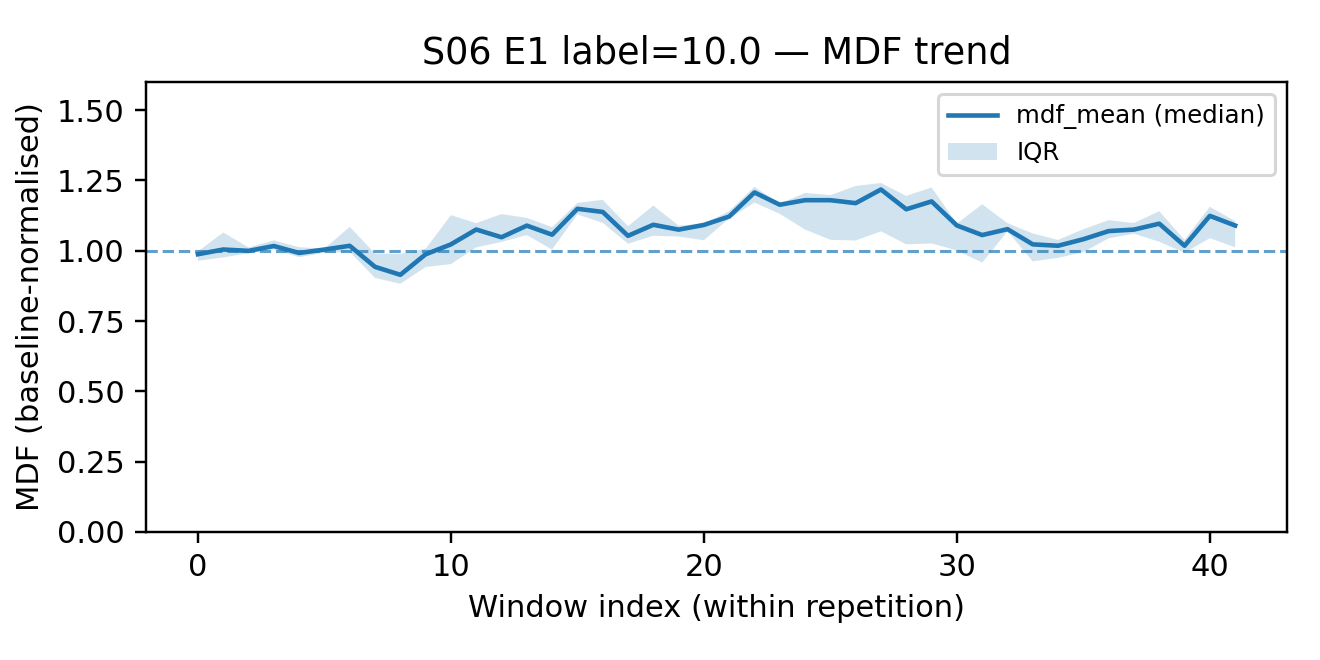 S06 E1 label=10.0 — MDF trend
MDF (baseline-normalised)
1.50
1.25
1.00
0.75
0.50
0.25
0.00
mdf_mean (median)
IQR
0 10 20 30 40
Window index (within repetition)